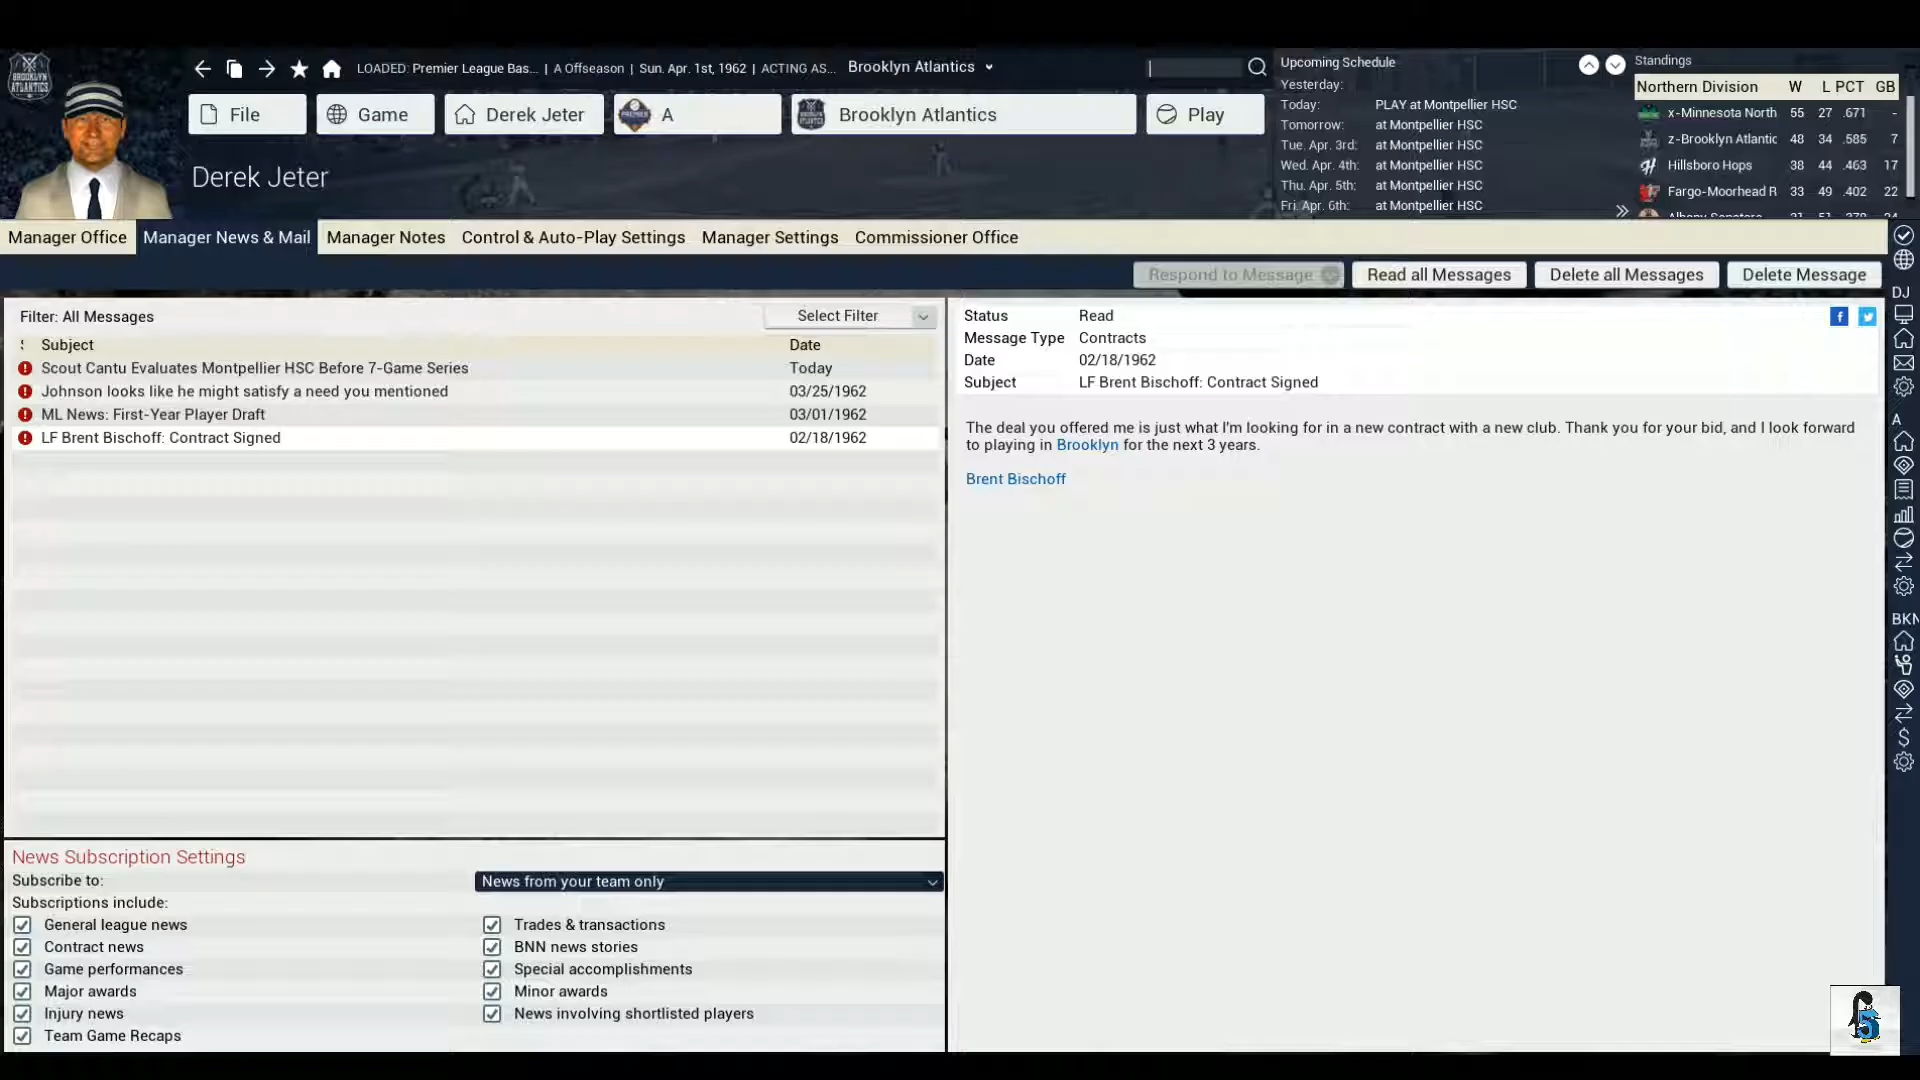 BROOKLYN ATLANTICS
LOADED: Premier League Bas... | A Offseason | Sun. Apr. 1st, 1962 | ACTING AS... Brooklyn Atlantics
File
Game
Derek Jeter
A
Brooklyn Atlantics
Play
Derek Jeter
Upcoming Schedule
Yesterday:
Today: PLAY at Montpellier HSC
Tomorrow: at Montpellier HSC
Tue. Apr. 3rd: at Montpellier HSC
Wed. Apr. 4th: at Montpellier HSC
Thu. Apr. 5th: at Montpellier HSC
Fri. Apr. 6th: at Montpellier HSC
Standings
Northern Division W L PCT GB
x-Minnesota North 55 27 .671 -
z-Brooklyn Atlantic 48 34 .585 7
Hillsboro Hops 38 44 .463 17
Fargo-Moorhead R 33 49 .402 22
Manager Office
Manager News & Mail
Manager Notes
Control & Auto-Play Settings
Manager Settings
Commissioner Office
Respond to Message
Read all Messages
Delete all Messages
Delete Message
Filter: All Messages
Select Filter
Subject Date
Scout Cantu Evaluates Montpellier HSC Before 7-Game Series Today
Johnson looks like he might satisfy a need you mentioned 03/25/1962
ML News: First-Year Player Draft 03/01/1962
LF Brent Bischoff: Contract Signed 02/18/1962
Status Read
Message Type Contracts
Date 02/18/1962
Subject LF Brent Bischoff: Contract Signed
The deal you offered me is just what I'm looking for in a new contract with a new club. Thank you for your bid, and I look forward
to playing in Brooklyn for the next 3 years.
Brent Bischoff
News Subscription Settings
Subscribe to: News from your team only
Subscriptions include:
General league news
Contract news
Game performances
Major awards
Injury news
Team Game Recaps
Trades & transactions
BNN news stories
Special accomplishments
Minor awards
News involving shortlisted players
DJ
A
BKN
5